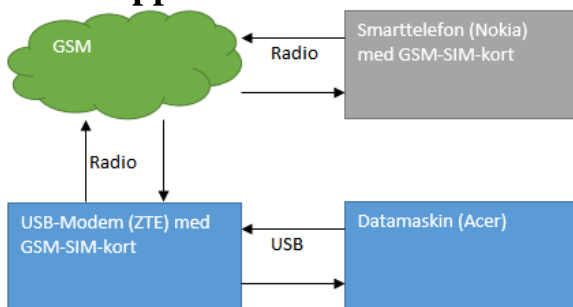 GSM
Smarttelefon (Nokia)
med GSM-SIM-kort
Radio
Radio
USB-Modem (ZTE) med
GSM-SIM-kort
USB
Datamaskin (Acer)